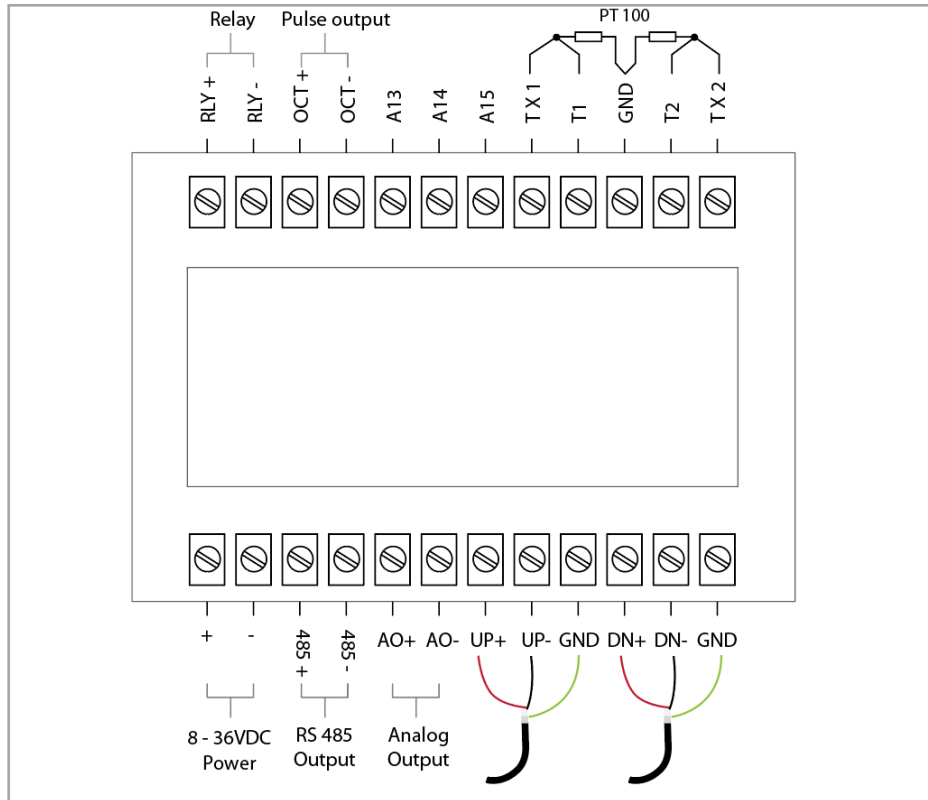 Relay
Pulse output
PT 100
RLY +
RLY -
OCT +
OCT -
A13
A14
A15
T X 1
T1
GND
T2
TX 2
+
-
485 +
485 -
AO+
AO-
UP+
UP-
GND
DN+
DN-
GND
8 - 36VDC
Power
RS 485
Output
Analog
Output